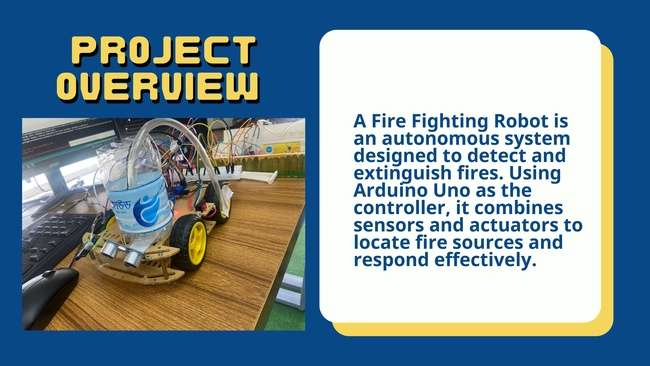 PROJECT
OVERVIEW
A Fire Fighting Robot is
an autonomous system
designed to detect and
extinguish fires. Using
Arduino Uno as the
controller, it combines
sensors and actuators to
locate fire sources and
respond effectively.